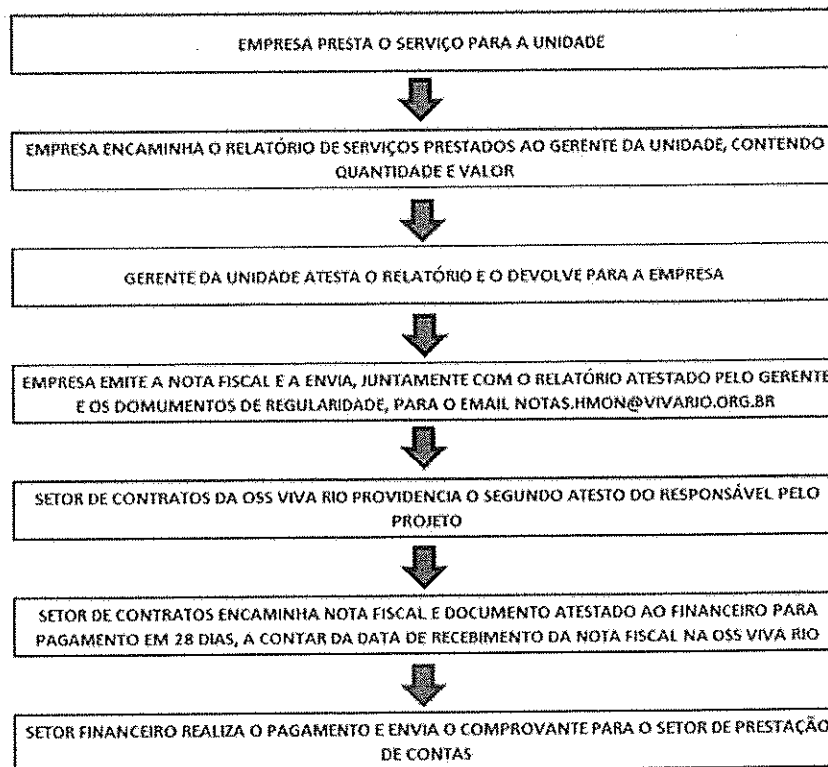 EMPRESA PRESTA O SERVIÇO PARA A UNIDADE
EMPRESA ENCAMINHA O RELATÓRIO DE SERVIÇOS PRESTADOS AO GERENTE DA UNIDADE, CONTENDO
QUANTIDADE E VALOR
GERENTE DA UNIDADE ATESTA O RELATÓRIO E O DEVOLVE PARA A EMPRESA
EMPRESA EMITE A NOTA FISCAL E A ENVIA, JUNTAMENTE COM O RELATÓRIO ATESTADO PELO GERENTE
E OS DOMUMENTOS DE REGULARIDADE, PARA O EMAIL NOTAS.HMON@VIVARIO.ORG.BR
SETOR DE CONTRATOS DA OSS VIVA RIO PROVIDENCIA O SEGUNDO ATESTO DO RESPONSÁVEL PELO
PROJETO
SETOR DE CONTRATOS ENCAMINHA NOTA FISCAL E DOCUMENTO ATESTADO AO FINANCEIRO PARA
PAGAMENTO EM 28 DIAS, A CONTAR DA DATA DE RECEBIMENTO DA NOTA FISCAL NA OSS VIVA RIO
SETOR FINANCEIRO REALIZA O PAGAMENTO E ENVIA O COMPROVANTE PARA O SETOR DE PRESTAÇÃO
DE CONTAS